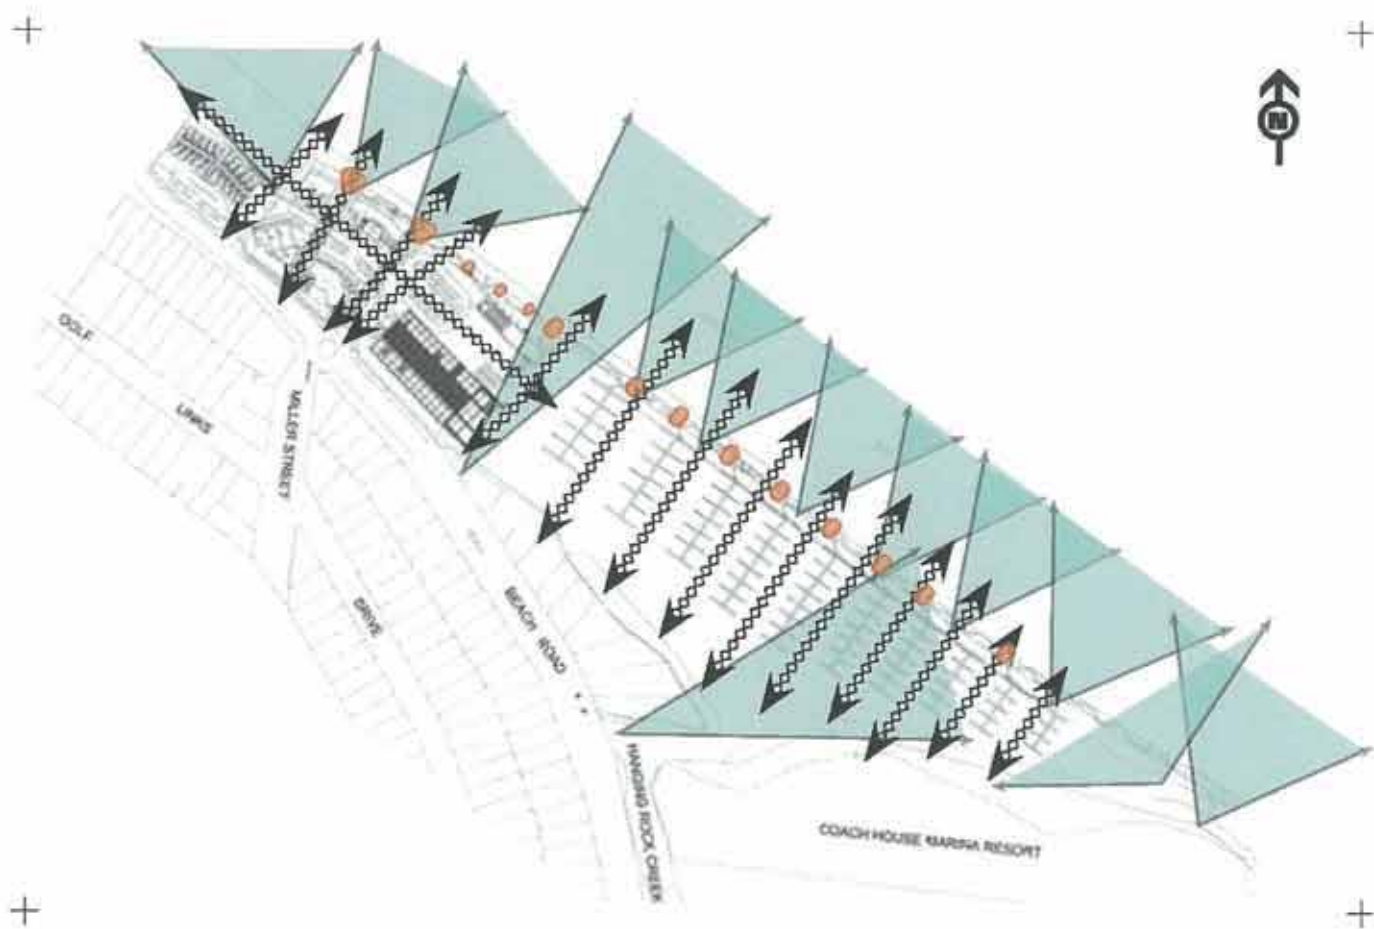 N
GOLF
LINKS
DRIVE
MILLER STREET
BEACH ROAD
HANGING ROCK CREEK
COACH HOUSE MARINA RESORT